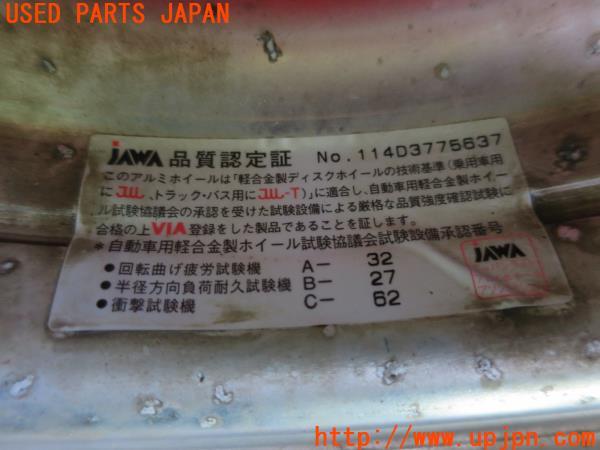 USED PARTS JAPAN
JAWA 品質認定証 No.114D3775637
このアルミホイールは「軽合金製ディスクホイールの技術基準(乗用車用
にJWL、トラック・バス用にJWL-T)」に適合し、自動車用軽合金製ホイー
ル試験協議会の承認を受けた試験設備による厳格な品質強度確認試験に
合格の上VIA登録をした製品であることを証します。
*自動車用軽合金製ホイール試験協議会試験設備承認番号
●回転曲げ疲労試験機 A- 32
●半径方向負荷耐久試験機 B- 27
●衝撃試験機 C- 62
JAWA
http://www.upjpn.com/